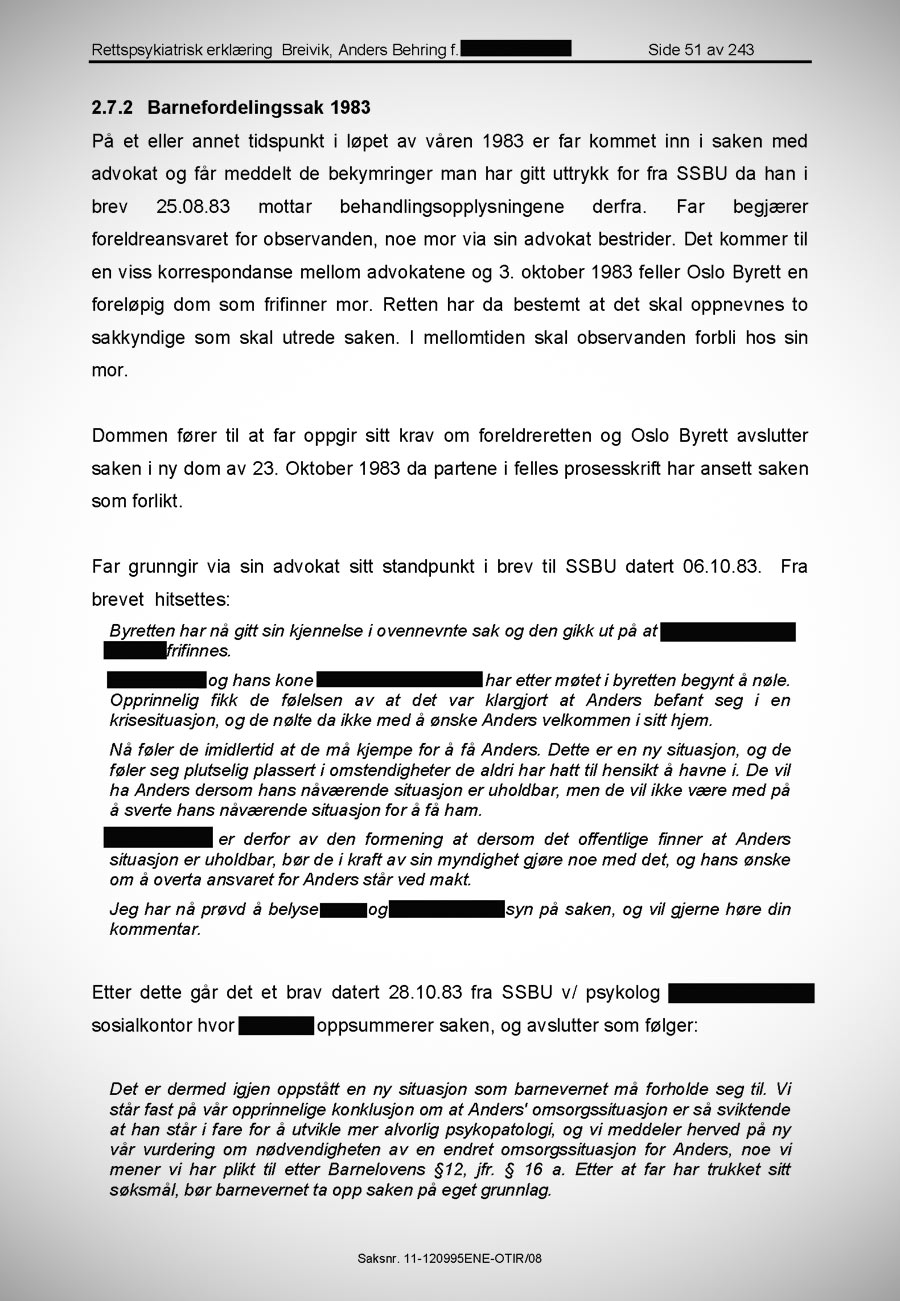 Rettspsykiatrisk erklæring Breivik, Anders Behring f. Side 51 av 243
2.7.2 Barnefordelingssak 1983
På et eller annet tidspunkt i løpet av våren 1983 er far kommet inn i saken med
advokat og får meddelt de bekymringer man har gitt uttrykk for fra SSBU da han i
brev 25.08.83 mottar behandlingsopplysningene derfra. Far begjærer
foreldreansvaret for observanden, noe mor via sin advokat bestrider. Det kommer til
en viss korrespondanse mellom advokatene og 3. oktober 1983 feller Oslo Byrett en
foreløpig dom som frifinner mor. Retten har da bestemt at det skal oppnevnes to
sakkyndige som skal utrede saken. I mellomtiden skal observanden forbli hos sin
mor.
Dommen fører til at far oppgir sitt krav om foreldreretten og Oslo Byrett avslutter
saken i ny dom av 23. Oktober 1983 da partene i felles prosesskrift har ansett saken
som forlikt.
Far grunngir via sin advokat sitt standpunkt i brev til SSBU datert 06.10.83. Fra
brevet hitsettes:
Byretten har nå gitt sin kjennelse i ovennevnte sak og den gikk ut på at
frifinnes.
og hans kone har etter møtet i byretten begynt å nøle.
Opprinnelig fikk de følelsen av at det var klargjort at Anders befant seg i en
krisesituasjon, og de nølte da ikke med å ønske Anders velkommen i sitt hjem.
Nå føler de imidlertid at de må kjempe for å få Anders. Dette er en ny situasjon, og de
føler seg plutselig plassert i omstendigheter de aldri har hatt til hensikt å havne i. De vil
ha Anders dersom hans nåværende situasjon er uholdbar, men de vil ikke være med på
å sverte hans nåværende situasjon for å få ham.
er derfor av den formening at dersom det offentlige finner at Anders
situasjon er uholdbar, bør de i kraft av sin myndighet gjøre noe med det, og hans ønske
om å overta ansvaret for Anders står ved makt.
Jeg har nå prøvd å belyse og syn på saken, og vil gjerne høre din
kommentar.
Etter dette går det et brav datert 28.10.83 fra SSBU v/ psykolog
sosialkontor hvor oppsummerer saken, og avslutter som følger:
Det er dermed igjen oppstått en ny situasjon som barnevernet må forholde seg til. Vi
står fast på vår opprinnelige konklusjon om at Anders' omsorgssituasjon er så sviktende
at han står i fare for å utvikle mer alvorlig psykopatologi, og vi meddeler herved på ny
vår vurdering om nødvendigheten av en endret omsorgssituasjon for Anders, noe vi
mener vi har plikt til etter Barnelovens §12, jfr. § 16 a. Etter at far har trukket sitt
søksmål, bør barnevernet ta opp saken på eget grunnlag.
Saksnr. 11-120995ENE-OTIR/08